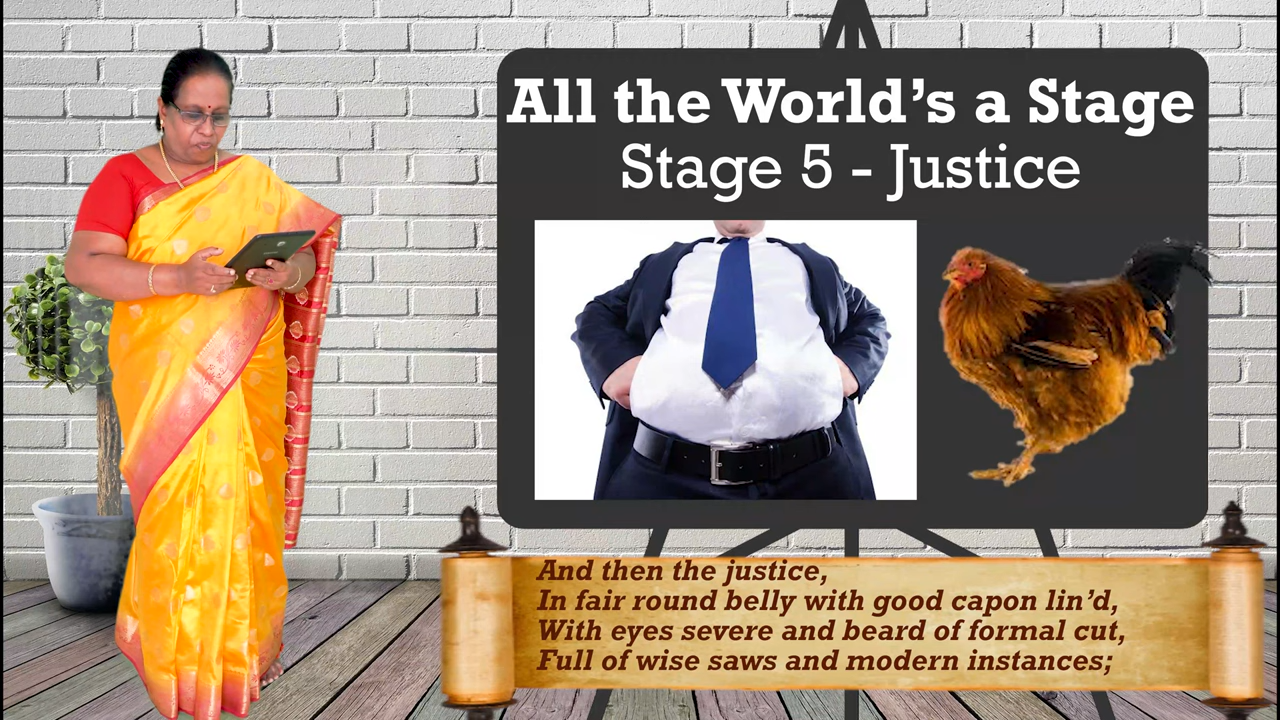 All the World’s a Stage
Stage 5 - Justice
And then the justice,
In fair round belly with good capon lin’d,
With eyes severe and beard of formal cut,
Full of wise saws and modern instances;